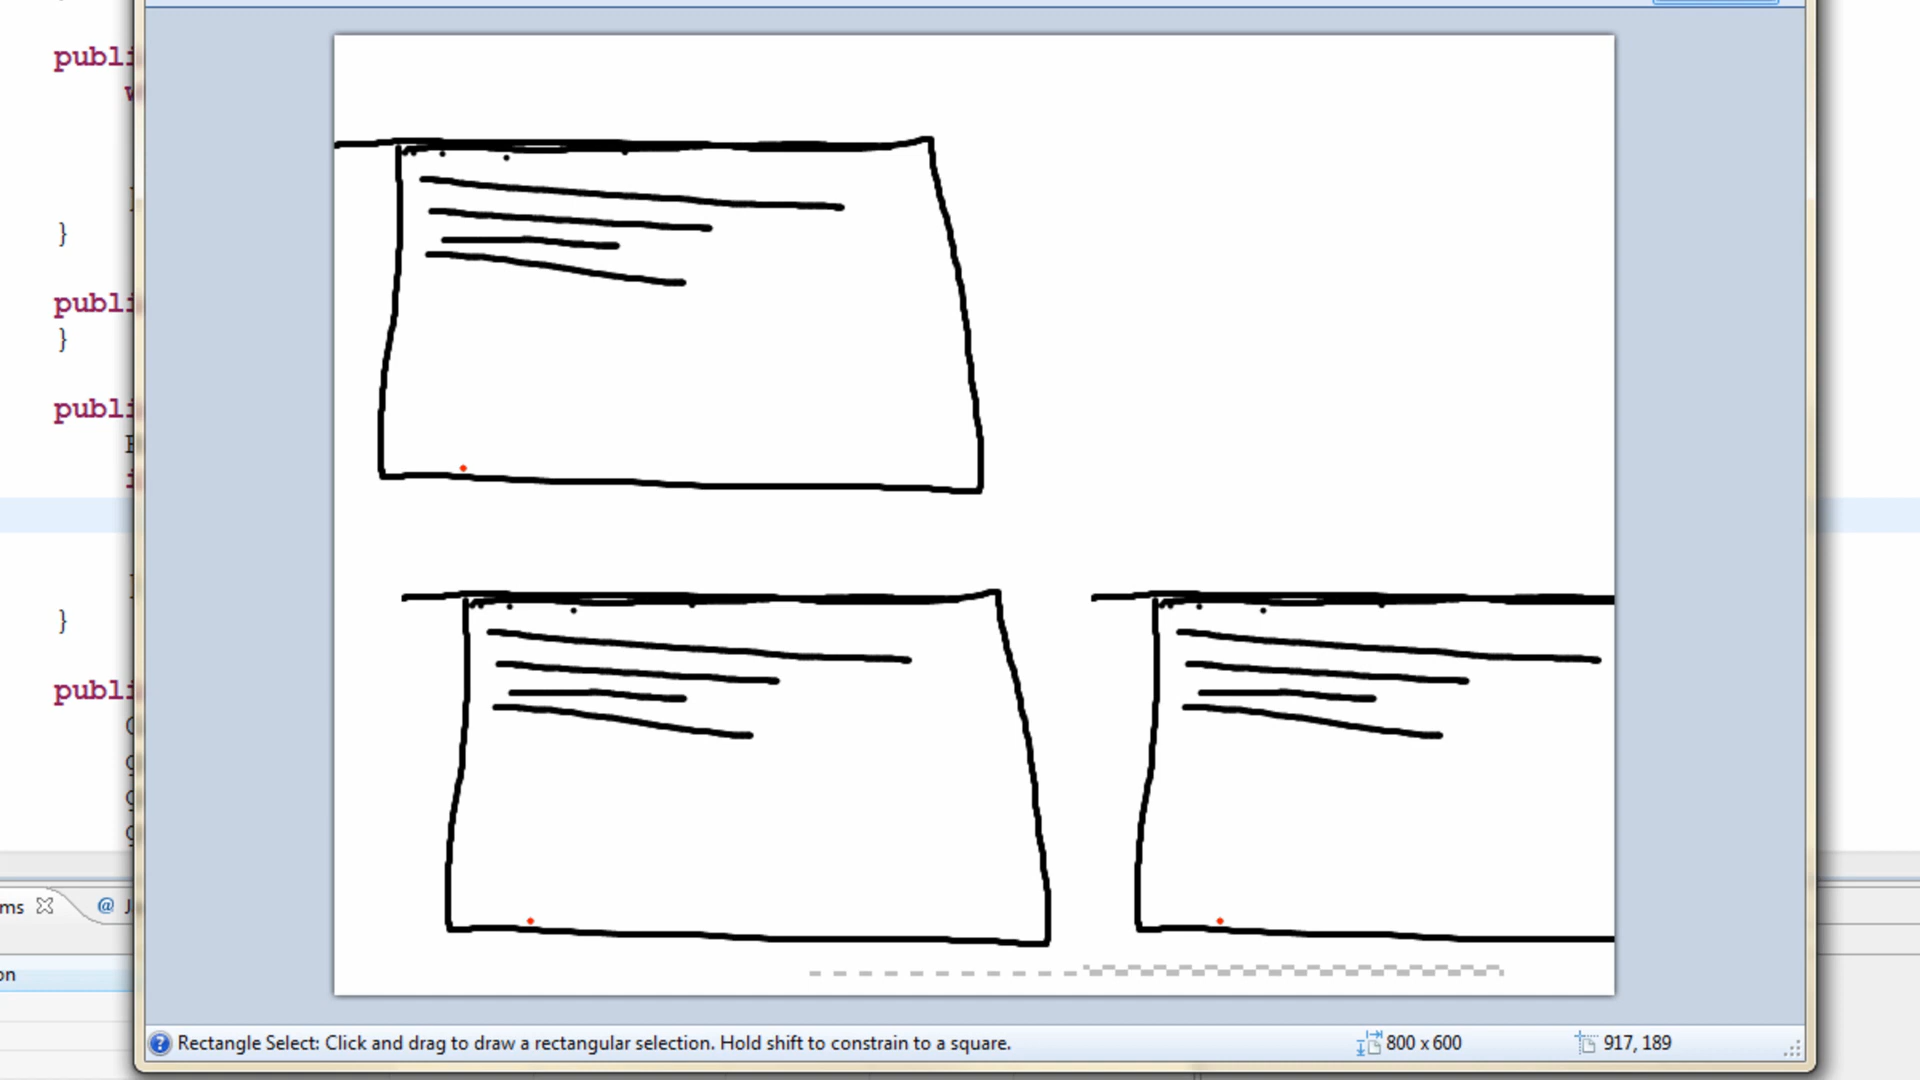 publi
}
publi
}
publi
}
publi
ms
@ J
on
Rectangle Select: Click and drag to draw a rectangular selection. Hold shift to constrain to a square.
800 x 600
917, 189